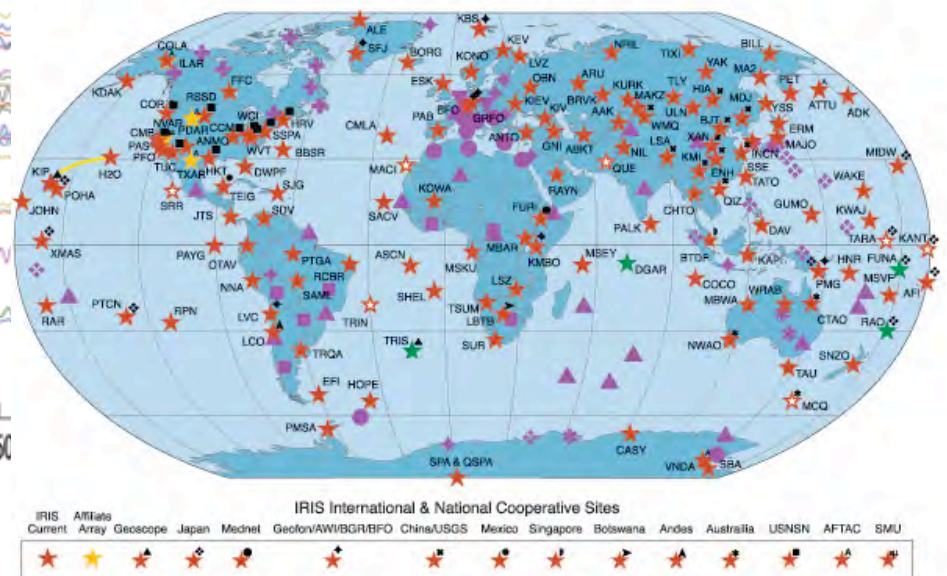 ALE
KBS
COLA
SFJ
BORG
KEV
NRIL
TIXI
BILL
ILAR
KONO
LVZ
YAK
MA2
KDAK
FFC
ESK
OBN
ARU
KURK
TLY
HIA
PET
COR
RSSD
WCI
HRV
BFO
KIEV
BRVK
MAKZ
ULN
MDJ
YSS
ATTU
ADK
NVAR
CMB
PDAR
CCM
SSPA
CMLA
PAB
GRFO
KIV
AAK
WMQ
BJT
ERM
PAS
ANMO
WVT
BBSR
ANTO
GNI
ABKT
LSA
XAN
INCN
MAJO
PFO
TUC
TXAR
HKT
DWPF
MACI
NIL
QUE
KMI
ENH
SSE
TATO
MIDW
KIP
H2O
POHA
SRR
TEIG
SJG
KOWA
RAYN
WAKE
JOHN
JTS
SDV
SACV
FURI
PALK
CHTO
QIZ
GUMO
KWAJ
DAV
TARA
KANT
XMAS
PAYG
OTAV
PTGA
ASCN
MSKU
MBAR
KMBO
MSEY
DGAR
BTDF
KAPI
HNR
FUNA
NNA
RCBR
SAML
SHEL
LSZ
COCO
MBWA
WRAB
PMG
MSVF
AFI
RAR
PTCN
RPN
LVC
TRIN
TSUM
LBTB
CTAO
RAO
LCO
TRQA
TRIS
SUR
NWAO
SNZO
TAU
EFI
HOPE
MCQ
PMSA
CASY
SPA & QSPA
VNDA
SBA
IRIS International & National Cooperative Sites
IRIS Current
Affiliate Array
Geoscope
Japan
Mednet
Geofon/AWI/BGR/BFO
China/USGS
Mexico
Singapore
Botswana
Andes
Austrailia
USNSN
AFTAC
SMU